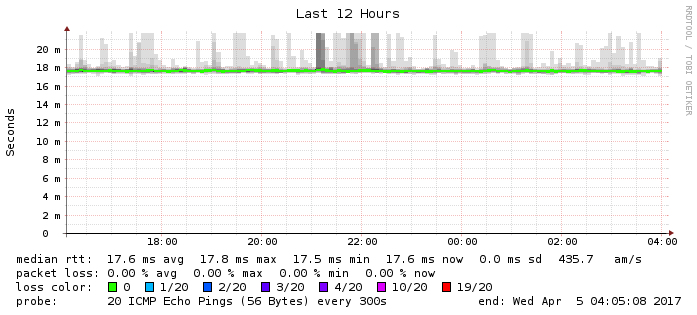 Last 12 Hours
RRDTOOL / TOBI OETIKER
Seconds
20 m
18 m
16 m
14 m
12 m
10 m
8 m
6 m
4 m
2 m
0
18:00 20:00 22:00 00:00 02:00 04:00
median rtt: 17.6 ms avg 17.8 ms max 17.5 ms min 17.6 ms now 0.0 ms sd 435.7 am/s
packet loss: 0.00 % avg 0.00 % max 0.00 % min 0.00 % now
loss color: 0 1/20 2/20 3/20 4/20 10/20 19/20
probe: 20 ICMP Echo Pings (56 Bytes) every 300s end: Wed Apr 5 04:05:08 2017